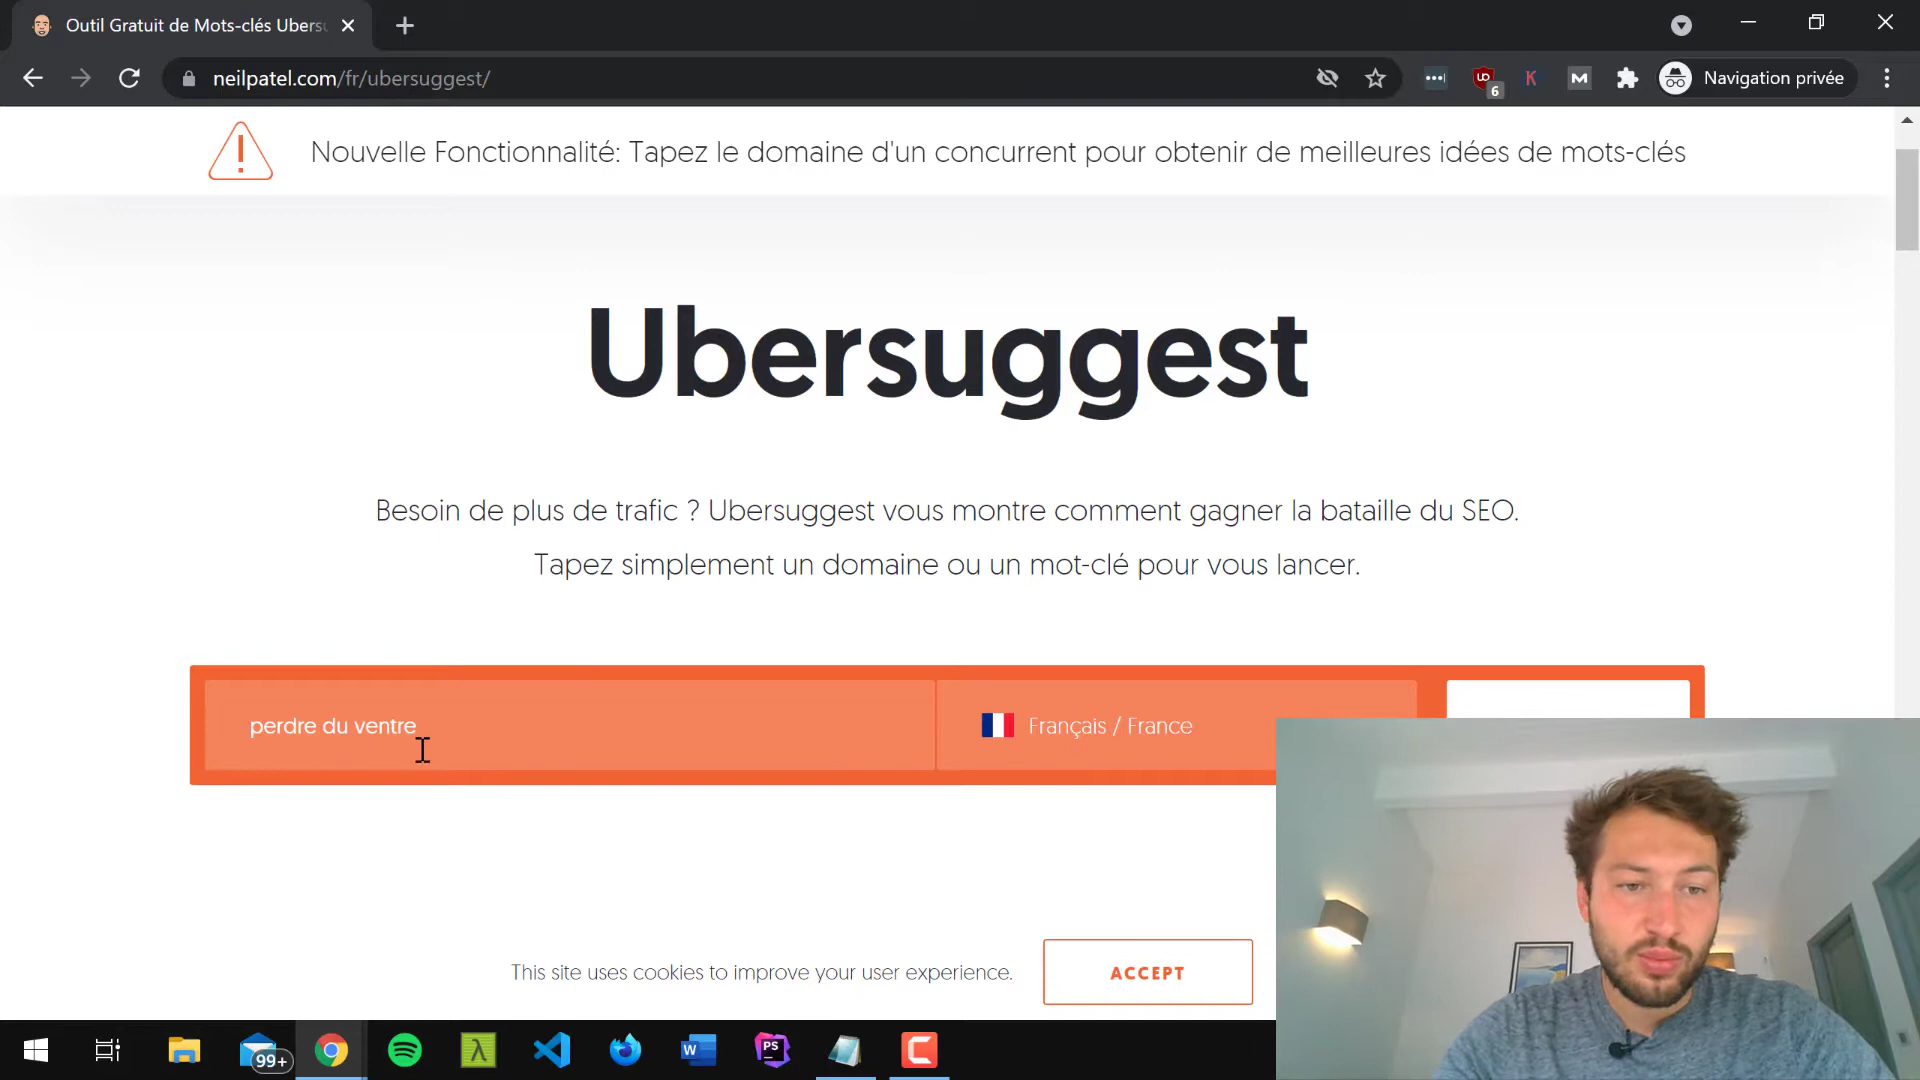 Outil Gratuit de Mots-clés Ubersu
neilpatel.com/fr/ubersuggest/
6
K
M
Navigation privée
Nouvelle Fonctionnalité: Tapez le domaine d'un concurrent pour obtenir de meilleures idées de mots-clés
Ubersuggest
Besoin de plus de trafic ? Ubersuggest vous montre comment gagner la bataille du SEO.
Tapez simplement un domaine ou un mot-clé pour vous lancer.
perdre du ventre
Français / France
This site uses cookies to improve your user experience.
ACCEPT
99+
λ
W
PS
C